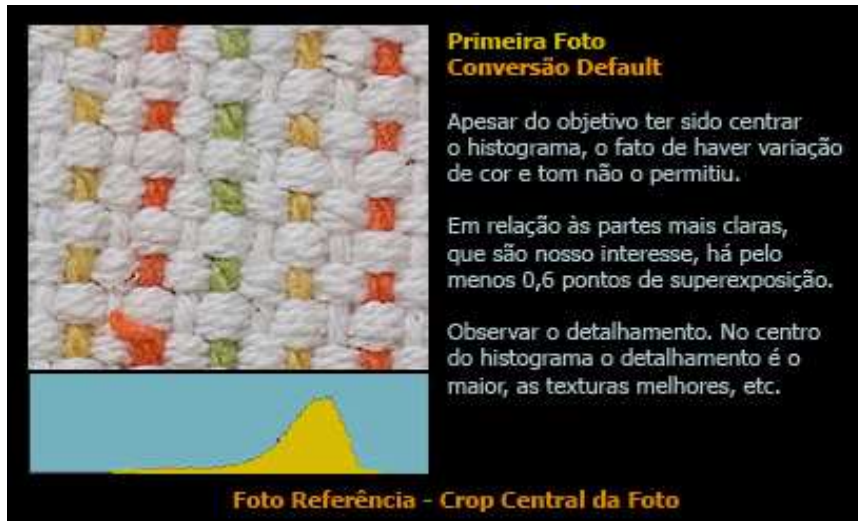 Primeira Foto
Conversão Default
Apesar do objetivo ter sido centrar
o histograma, o fato de haver variação
de cor e tom não o permitiu.
Em relação às partes mais claras,
que são nosso interesse, há pelo
menos 0,6 pontos de superexposição.
Observar o detalhamento. No centro
do histograma o detalhamento é o
maior, as texturas melhores, etc.
Foto Referência - Crop Central da Foto